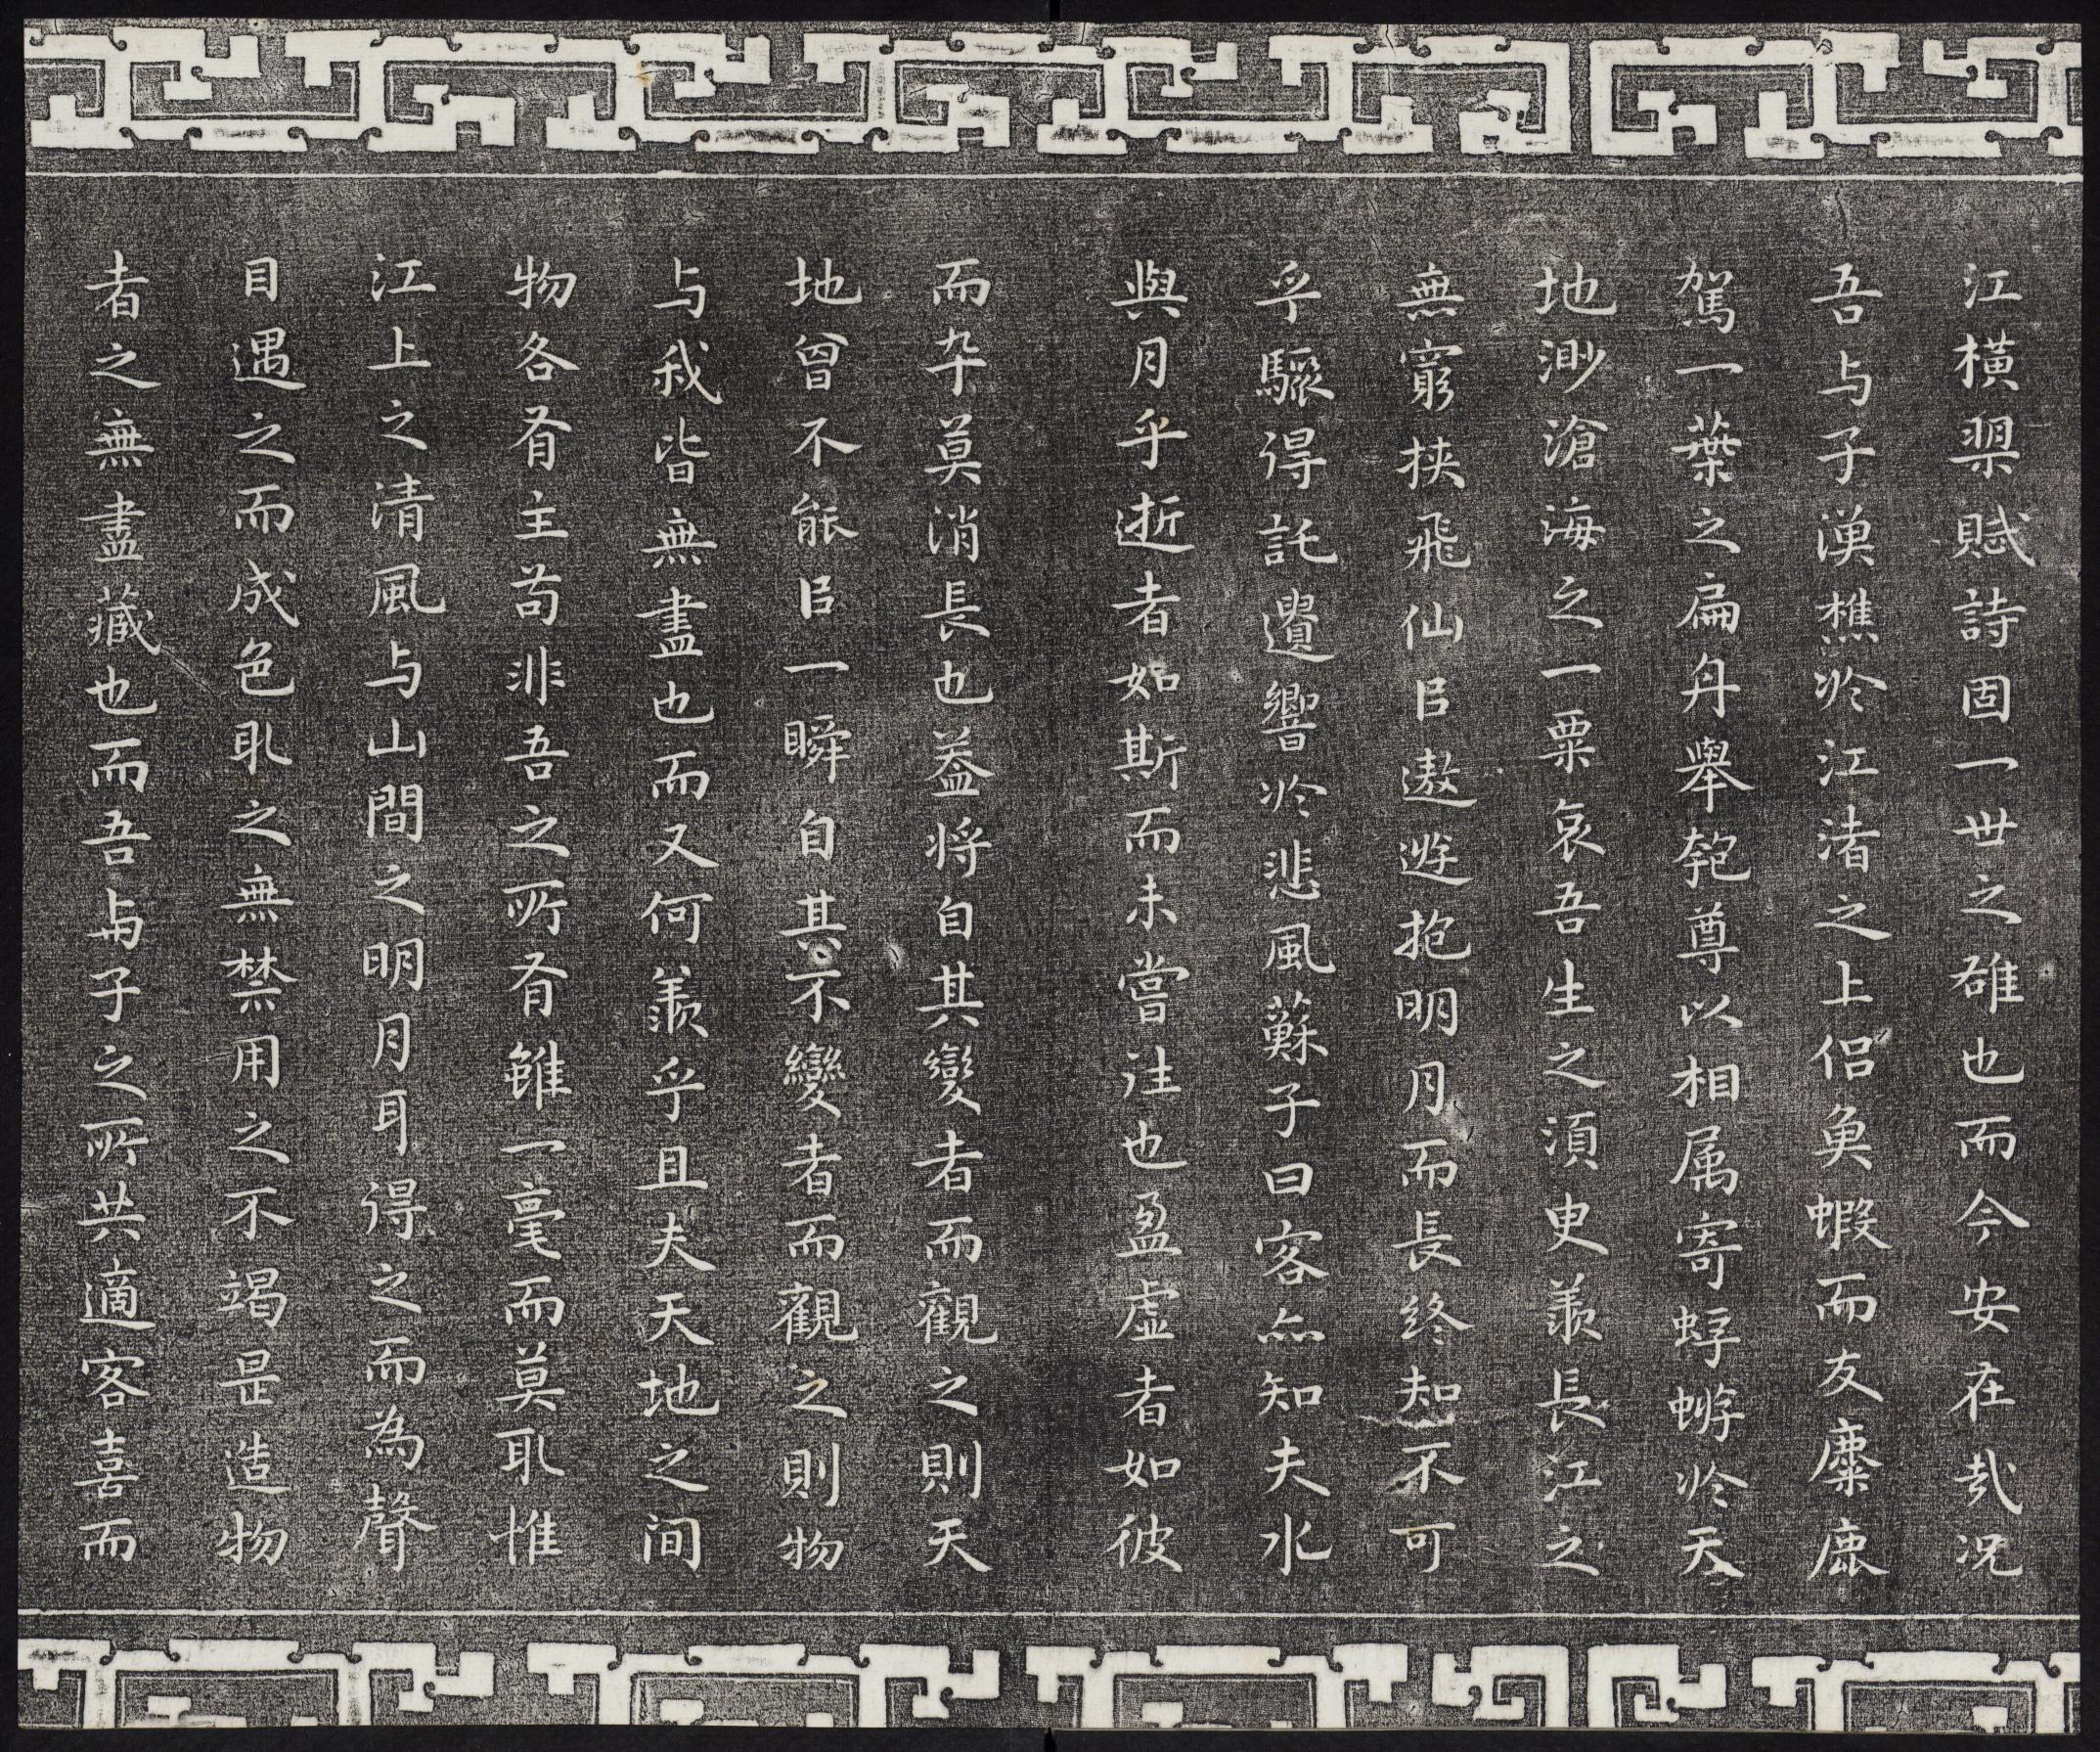 江橫槊賦詩固一世之雄也而今安在哉况
吾与子漁樵於江渚之上侶魚蝦而友麋鹿
駕一葉之扁舟舉匏尊以相属寄蜉蝣於天
地渺滄海之一粟哀吾生之須臾羨長江之
無窮挾飛仙㠯遨遊抱明月而長終知不可
乎驟得託遺響於悲風蘇子曰客亦知夫水
與月乎逝者如斯而未嘗往也盈虛者如彼
而卒莫消長也葢将自其變者而觀之則天
地曾不能㠯一瞬自其不變者而觀之則物
与我皆無盡也而又何羨乎且夫天地之间
物各有主苟非吾之所有雖一毫而莫取惟
江上之清風与山間之明月耳得之而為聲
目遇之而成色取之無禁用之不竭是造物
者之無盡藏也而吾与子之所共適客喜而